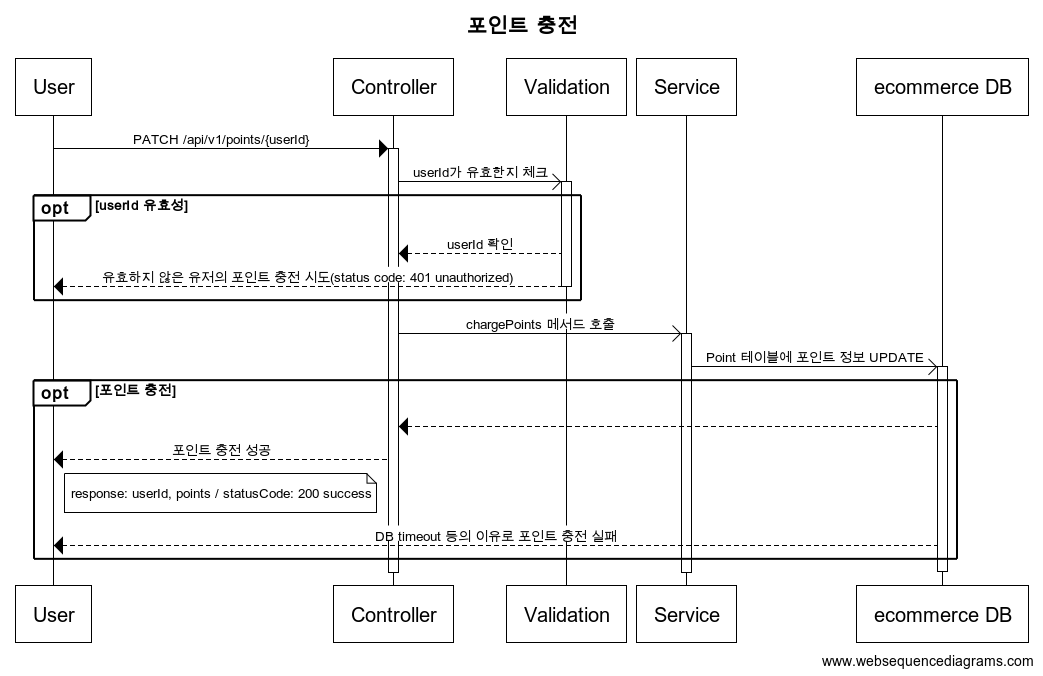 포인트 충전
User
Controller
Validation
Service
ecommerce DB
PATCH /api/v1/points/{userId}
userId가 유효한지 체크
opt
[userId 유효성]
userId 확인
유효하지 않은 유저의 포인트 충전 시도(status code: 401 unauthorized)
chargePoints 메서드 호출
Point 테이블에 포인트 정보 UPDATE
opt
[포인트 충전]
포인트 충전 성공
response: userId, points / statusCode: 200 success
DB timeout 등의 이유로 포인트 충전 실패
User
Controller
Validation
Service
ecommerce DB
www.websequencediagrams.com